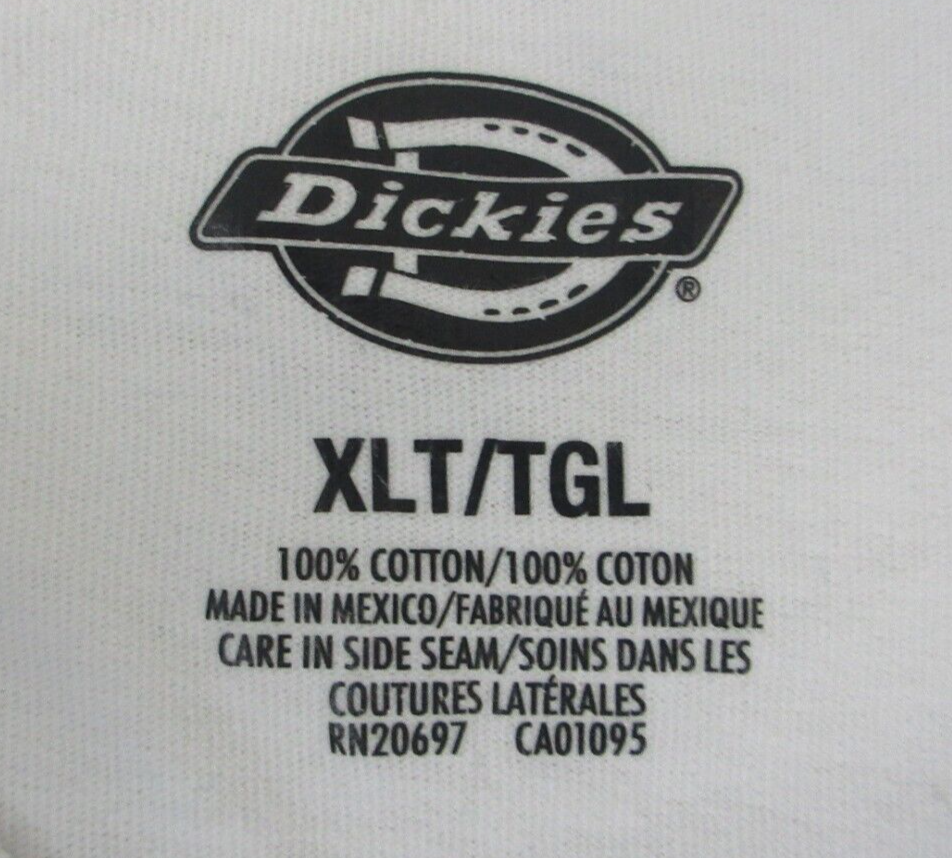 Dickies
®
XLT/TGL
100% COTTON/100% COTON
MADE IN MEXICO/FABRIQUÉ AU MEXIQUE
CARE IN SIDE SEAM/SOINS DANS LES
COUTURES LATÉRALES
RN20697 CA01095